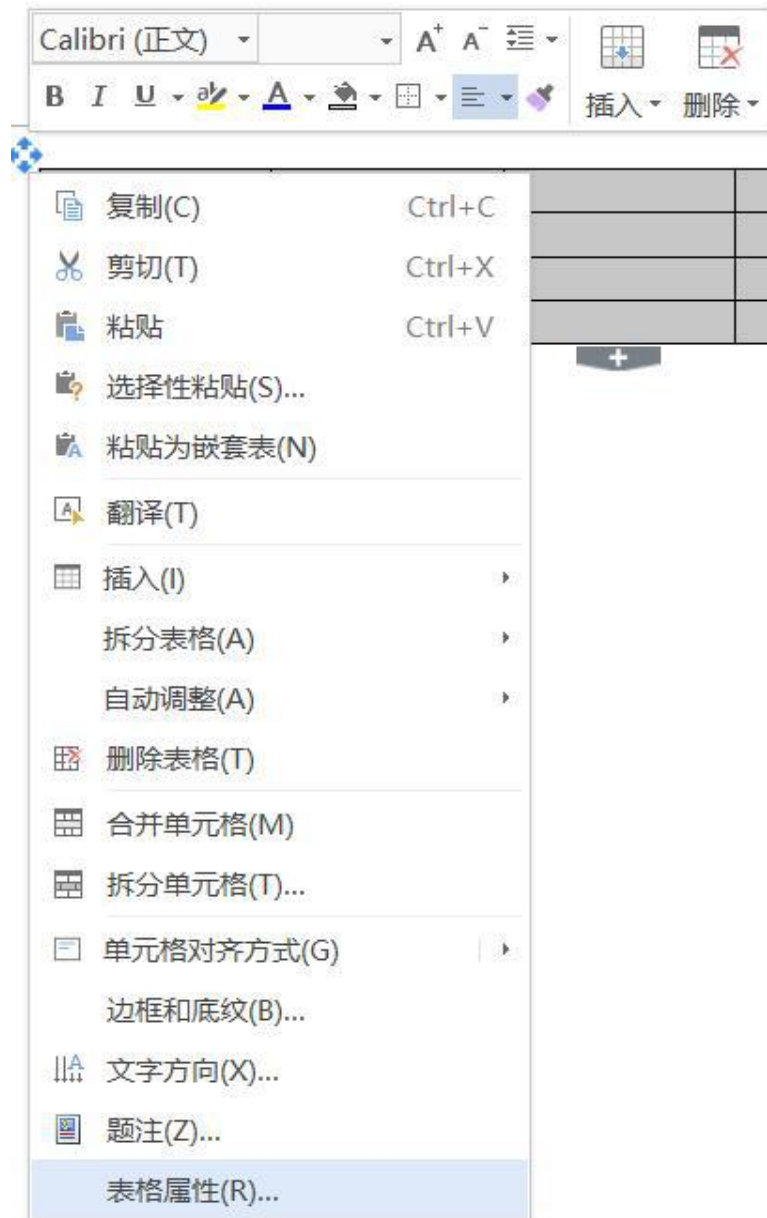 Calibri (正文)
A+ A-
B I U ab A
插入 删除
复制(C) Ctrl+C
剪切(T) Ctrl+X
粘贴 Ctrl+V
选择性粘贴(S)...
粘贴为嵌套表(N)
翻译(T)
插入(I)
拆分表格(A)
自动调整(A)
删除表格(T)
合并单元格(M)
拆分单元格(T)...
单元格对齐方式(G)
边框和底纹(B)...
文字方向(X)...
题注(Z)...
表格属性(R)...